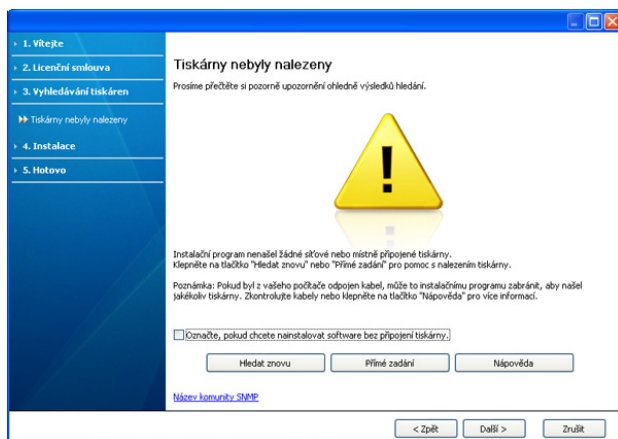 1. Vítejte
2. Licenční smlouva
3. Vyhledávání tiskáren
Tiskárny nebyly nalezeny
4. Instalace
5. Hotovo
Tiskárny nebyly nalezeny
Prosíme přečtěte si pozorně upozornění ohledně výsledků hledání.
Instalační program nenašel žádné síťové nebo místně připojené tiskárny.
Klepněte na tlačítko "Hledat znovu" nebo "Přímé zadání" pro pomoc s nalezením tiskárny.
Poznámka: Pokud byl z vašeho počítače odpojen kabel, může to instalačnímu programu zabránit, aby našel
jakékoliv tiskárny. Zkontrolujte kabely nebo klepněte na tlačítko "Nápověda" pro více informací.
Označte, pokud chcete nainstalovat software bez připojení tiskárny.
Hledat znovu
Přímé zadání
Nápověda
Název komunity SNMP
< Zpět
Další >
Zrušit